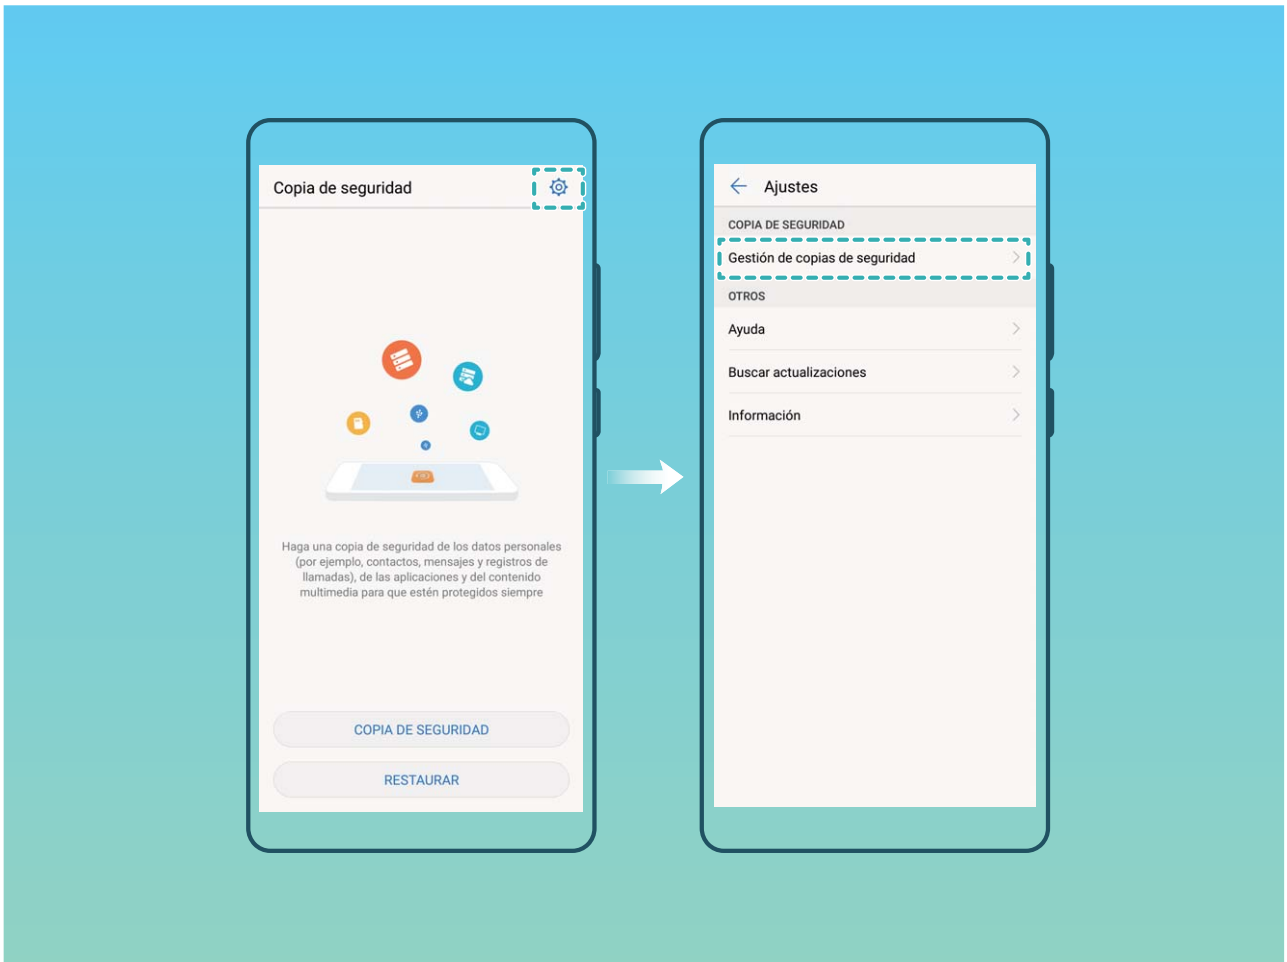 Copia de seguridad
Haga una copia de seguridad de los datos personales
(por ejemplo, contactos, mensajes y registros de
llamadas), de las aplicaciones y del contenido
multimedia para que estén protegidos siempre
COPIA DE SEGURIDAD
RESTAURAR
Ajustes
COPIA DE SEGURIDAD
Gestión de copias de seguridad
OTROS
Ayuda
Buscar actualizaciones
Información